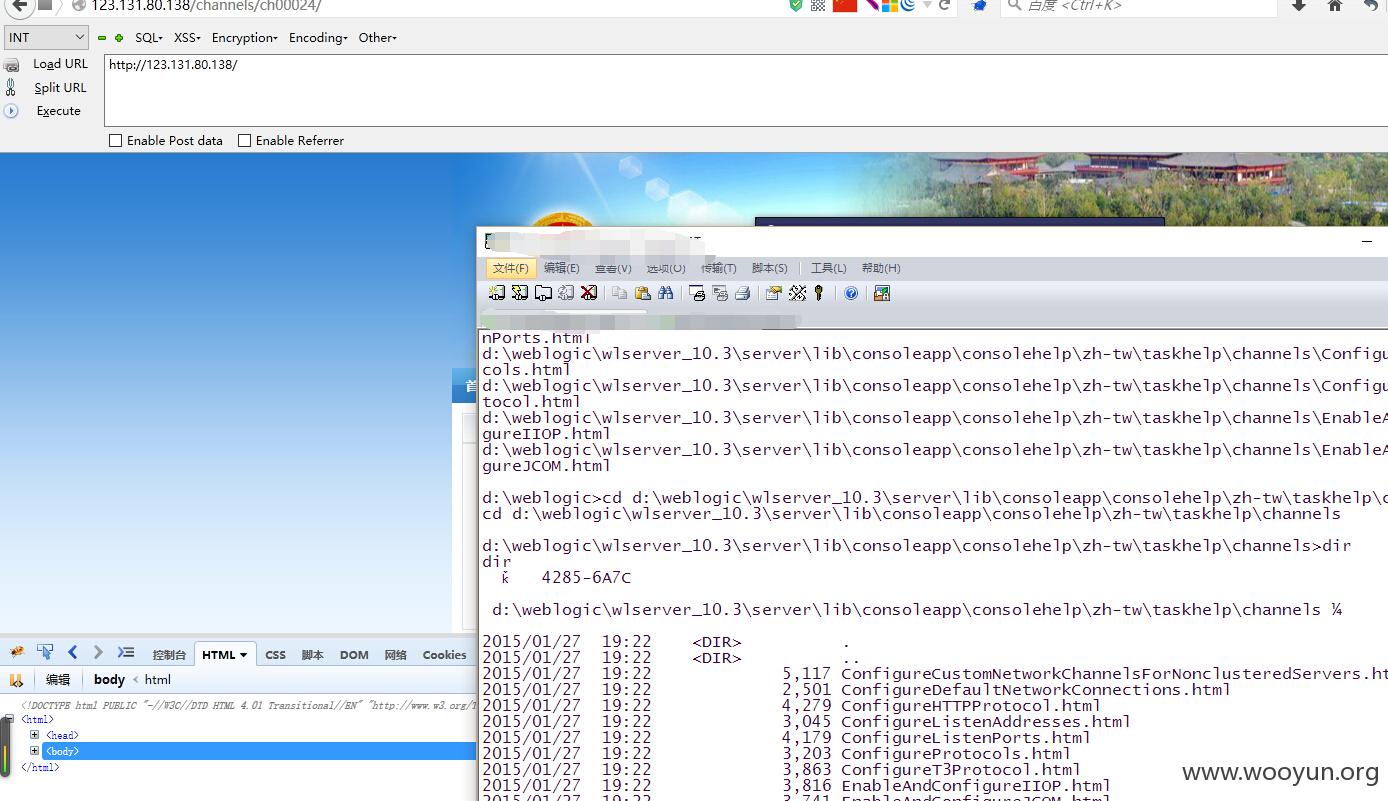 123.131.80.138/channels/ch00024/
百度 <Ctrl+K>
INT
SQL▾ XSS▾ Encryption▾ Encoding▾ Other▾
Load URL
http://123.131.80.138/
Split URL
Execute
Enable Post data Enable Referrer
文件(F) 编辑(E) 查看(V) 选项(O) 传输(T) 脚本(S) 工具(L) 帮助(H)
首
nPorts.html
d:\weblogic\wlserver_10.3\server\lib\consoleapp\consolehelp\zh-tw\taskhelp\channels\Configu
cols.html
d:\weblogic\wlserver_10.3\server\lib\consoleapp\consolehelp\zh-tw\taskhelp\channels\Configu
tocol.html
d:\weblogic\wlserver_10.3\server\lib\consoleapp\consolehelp\zh-tw\taskhelp\channels\EnableA
gureIIOP.html
d:\weblogic\wlserver_10.3\server\lib\consoleapp\consolehelp\zh-tw\taskhelp\channels\EnableA
gureJCOM.html
d:\weblogic>cd d:\weblogic\wlserver_10.3\server\lib\consoleapp\consolehelp\zh-tw\taskhelp\c
cd d:\weblogic\wlserver_10.3\server\lib\consoleapp\consolehelp\zh-tw\taskhelp\channels
d:\weblogic\wlserver_10.3\server\lib\consoleapp\consolehelp\zh-tw\taskhelp\channels>dir
dir
4285-6A7C
d:\weblogic\wlserver_10.3\server\lib\consoleapp\consolehelp\zh-tw\taskhelp\channels ¼
2015/01/27 19:22 <DIR> .
2015/01/27 19:22 <DIR> ..
2015/01/27 19:22 5,117 ConfigureCustomNetworkChannelsForNonclusteredServers.ht
2015/01/27 19:22 2,501 ConfigureDefaultNetworkConnections.html
2015/01/27 19:22 4,279 ConfigureHTTPProtocol.html
2015/01/27 19:22 3,045 ConfigureListenAddresses.html
2015/01/27 19:22 4,179 ConfigureListenPorts.html
2015/01/27 19:22 3,203 ConfigureProtocols.html
2015/01/27 19:22 3,863 ConfigureT3Protocol.html
2015/01/27 19:22 3,816 EnableAndConfigureIIOP.html
2015/01/27 19:22 3,741 EnableAndConfigureJCOM.html
控制台 HTML CSS 脚本 DOM 网络 Cookies
编辑 body < html
<!DOCTYPE html PUBLIC "-//W3C//DTD HTML 4.01 Transitional//EN" "http://www.w3.org/T
<html>
<head>
<body>
</html>
www.wooyun.org